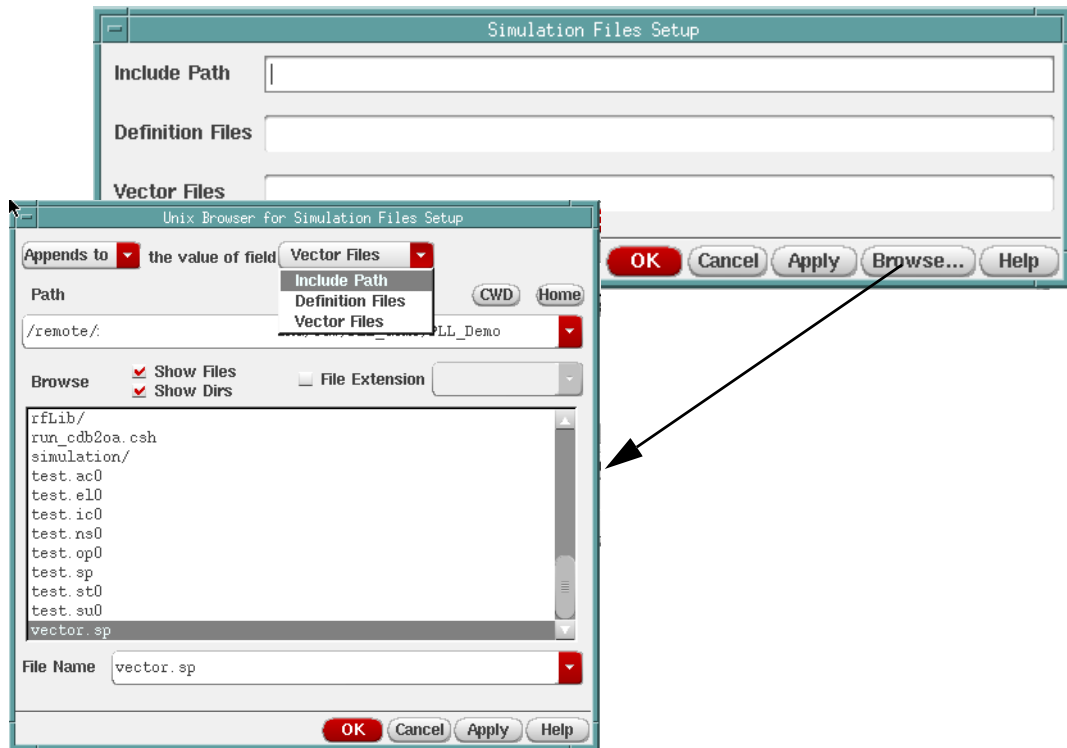 Simulation Files Setup
Include Path
Definition Files
Vector Files
OK Cancel Apply Browse... Help
Unix Browser for Simulation Files Setup
Appends to the value of field Vector Files
Include Path
Definition Files
Vector Files
Path CWD Home
/remote/ PLL_Demo
Browse Show Files File Extension
Show Dirs
rfLib/
run_cdb2oa.csh
simulation/
test.ac0
test.el0
test.ic0
test.ns0
test.op0
test.sp
test.st0
test.su0
vector.sp
File Name vector.sp
OK Cancel Apply Help